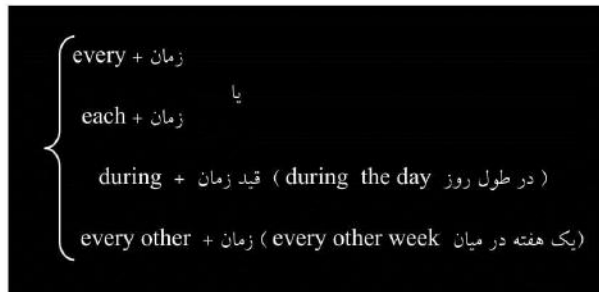 every + زمان
یا
each + زمان
during + قید زمان ( during the day در طول روز )
every other + زمان ( every other week یک هفته در میان)